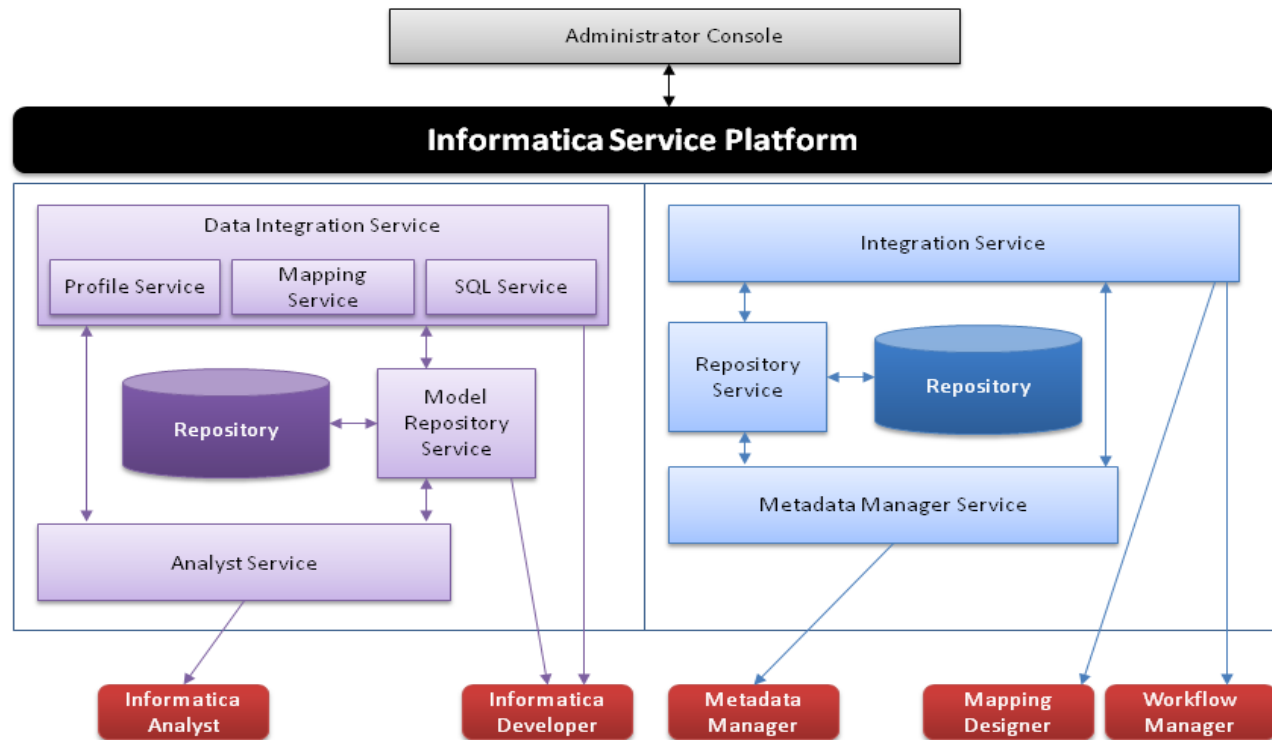 Administrator Console
Informatica Service Platform
Data Integration Service
Profile Service
Mapping
Service
SQL Service
Repository
Model
Repository
Service
Analyst Service
Integration Service
Repository
Service
Repository
Metadata Manager Service
Informatica
Analyst
Informatica
Developer
Metadata
Manager
Mapping
Designer
Workflow
Manager